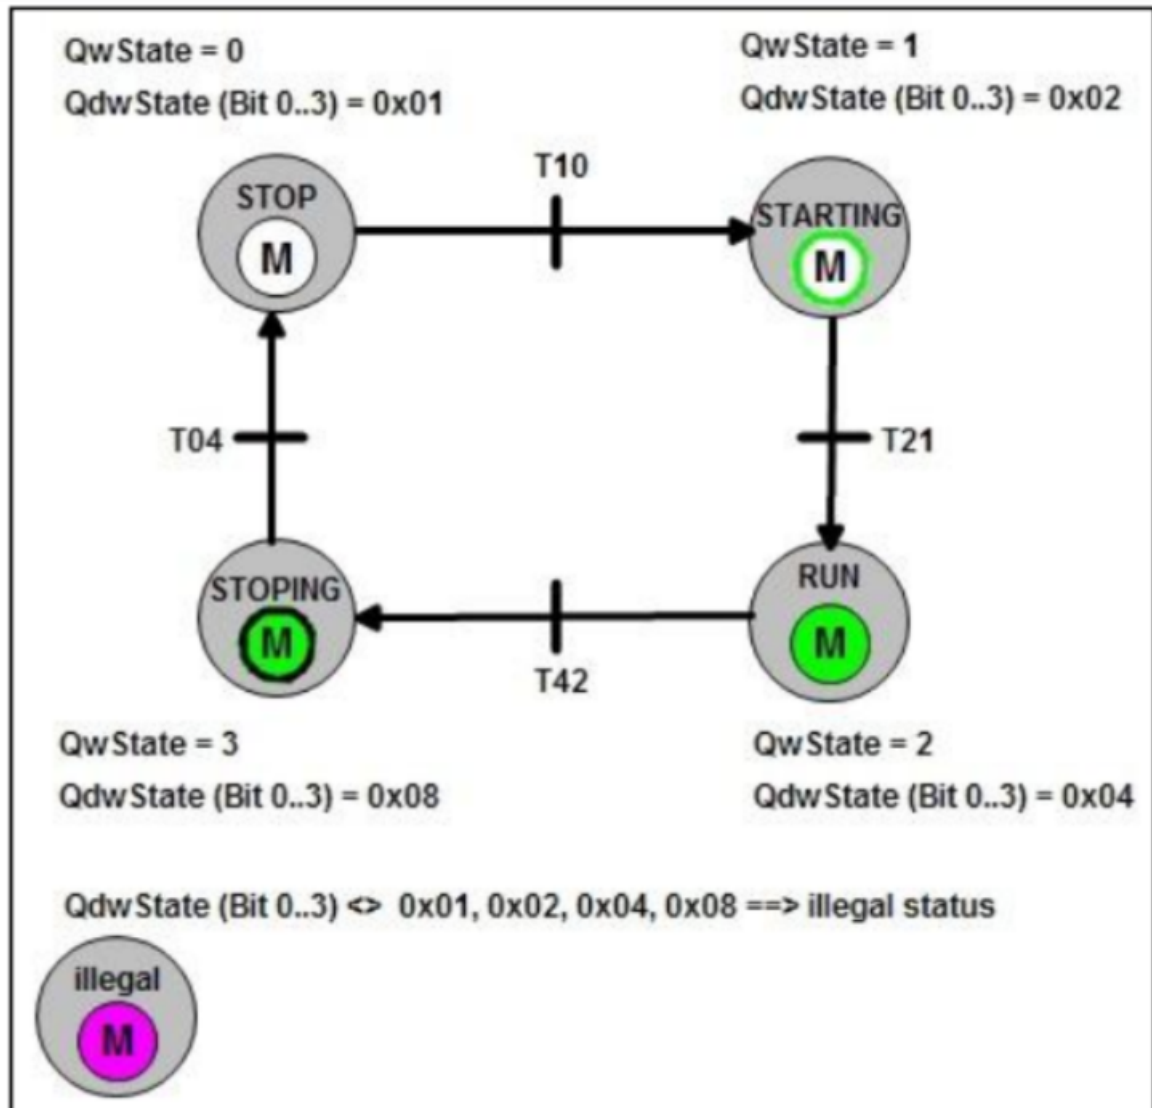 QwState = 0
QdwState (Bit 0..3) = 0x01
QwState = 1
QdwState (Bit 0..3) = 0x02
STOP
M
T10
STARTING
M
T04
T21
STOPING
M
T42
RUN
M
QwState = 3
QdwState (Bit 0..3) = 0x08
QwState = 2
QdwState (Bit 0..3) = 0x04
QdwState (Bit 0..3) <> 0x01, 0x02, 0x04, 0x08 ==> illegal status
illegal
M